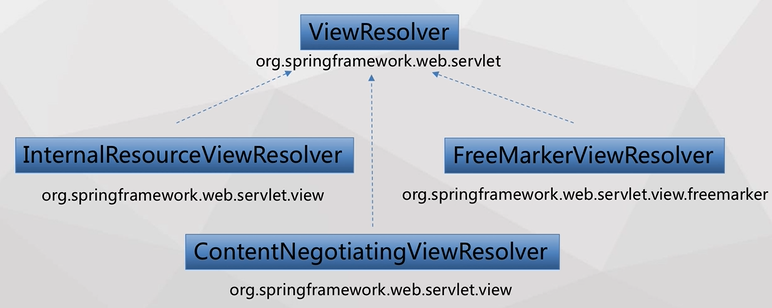 ViewResolver
org.springframework.web.servlet
InternalResourceViewResolver
org.springframework.web.servlet.view
FreeMarkerViewResolver
org.springframework.web.servlet.view.freemarker
ContentNegotiatingViewResolver
org.springframework.web.servlet.view